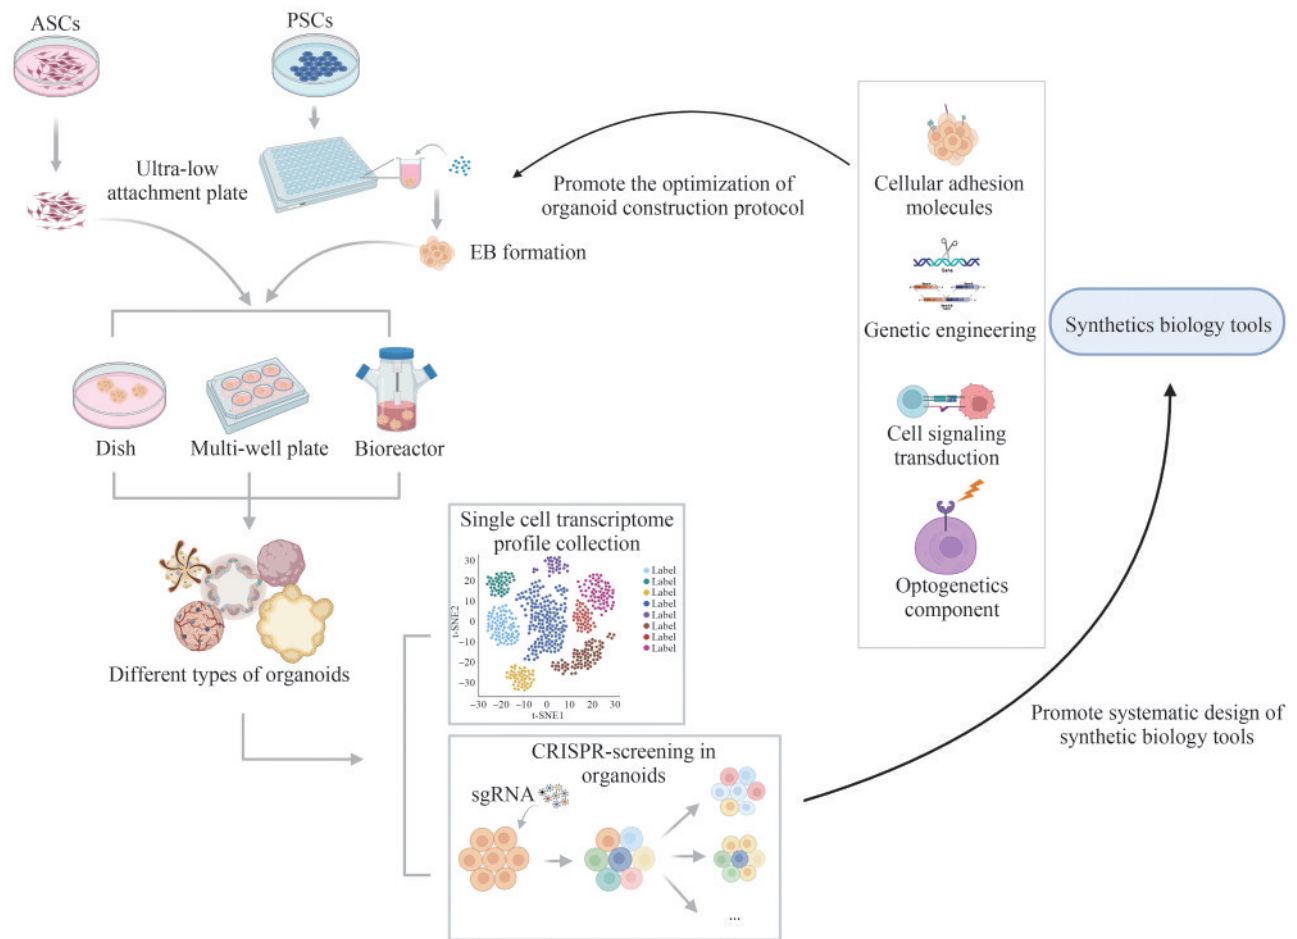 ASCs
PSCs
Ultra-low
attachment plate
EB formation
Promote the optimization of
organoid construction protocol
Cellular adhesion
molecules
Genetic engineering
Cell signaling
transduction
Optogenetics
component
Synthetics biology tools
Dish
Multi-well plate
Bioreactor
Different types of organoids
Single cell transcriptome
profile collection
30
20
10
0
−10
−20
−30
t-SNE2
−30
−20
−10
0
10
20
30
t-SNE1
Label
Label
Label
Label
Label
Label
Label
Label
CRISPR-screening in
organoids
sgRNA
...
Promote systematic design of
synthetic biology tools